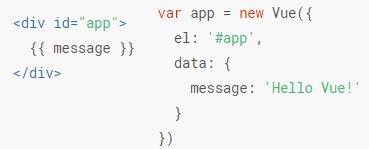 <div id="app">
  {{ message }}
</div>
var app = new Vue({
  el: '#app',
  data: {
    message: 'Hello Vue!'
  }
})